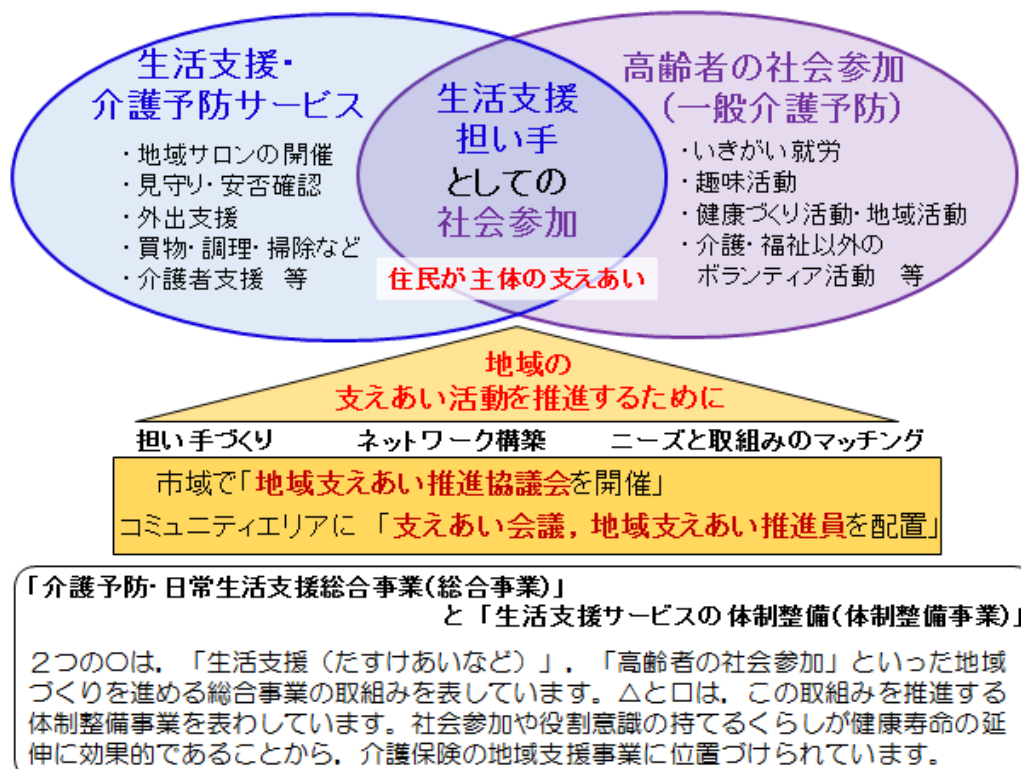 生活支援・
介護予防サービス
・地域サロンの開催
・見守り・安否確認
・外出支援
・買物・調理・掃除など
・介護者支援　等
生活支援
担い手
としての
社会参加
高齢者の社会参加
(一般介護予防)
・いきがい就労
・趣味活動
・健康づくり活動・地域活動
・介護・福祉以外の
ボランティア活動　等
住民が主体の支えあい
地域の
支えあい活動を推進するために
担い手づくり　ネットワーク構築　ニーズと取組みのマッチング
市域で「地域支えあい推進協議会を開催」
コミュニティエリアに「支えあい会議，地域支えあい推進員を配置」
「介護予防・日常生活支援総合事業(総合事業)」
と「生活支援サービスの体制整備(体制整備事業)」
２つの○は，「生活支援（たすけあいなど）」，「高齢者の社会参加」といった地域
づくりを進める総合事業の取組みを表しています。△と□は，この取組みを推進する
体制整備事業を表わしています。社会参加や役割意識の持てるくらしが健康寿命の延
伸に効果的であることから，介護保険の地域支援事業に位置づけられています。